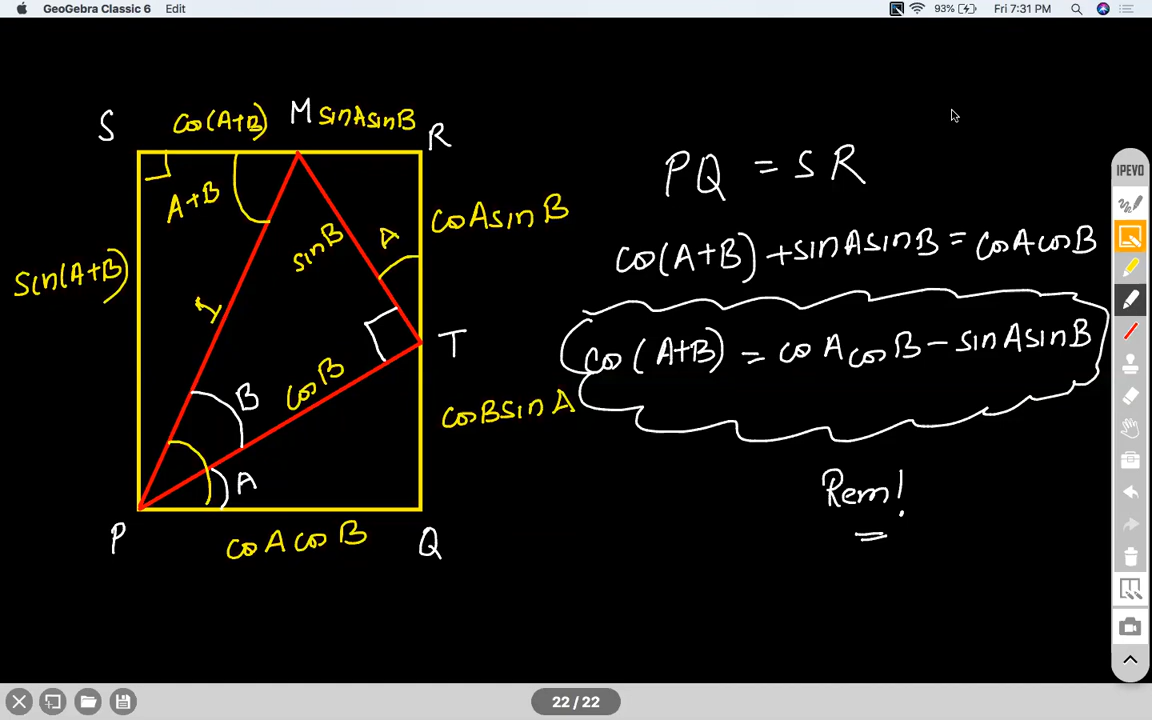 GeoGebra Classic 6 Edit 93% Fri 7:31 PM
S cos(A+B) M sinAsinB R
A+B
sinB A cosAsinB
sin(A+B)
1
T
B cosB
cosBsinA
A
P cosAcosB Q
PQ = SR
cos(A+B)+sinAsinB = cosAcosB
cos(A+B) = cosAcosB-sinAsinB
Rem!
IPEVO
22 / 22